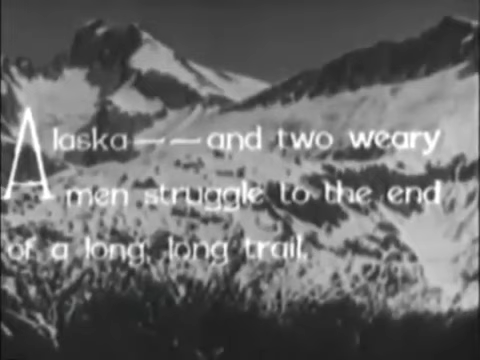 Alaska — — and two weary
men struggle to the end
of a long, long trail.